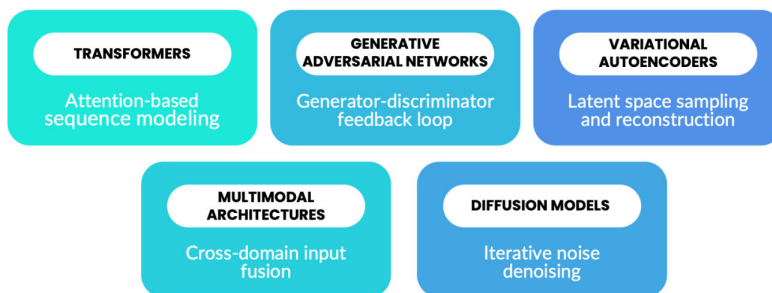 TRANSFORMERS
Attention-based
sequence modeling
GENERATIVE
ADVERSARIAL NETWORKS
Generator-discriminator
feedback loop
VARIATIONAL
AUTOENCODERS
Latent space sampling
and reconstruction
MULTIMODAL
ARCHITECTURES
Cross-domain input
fusion
DIFFUSION MODELS
Iterative noise
denoising